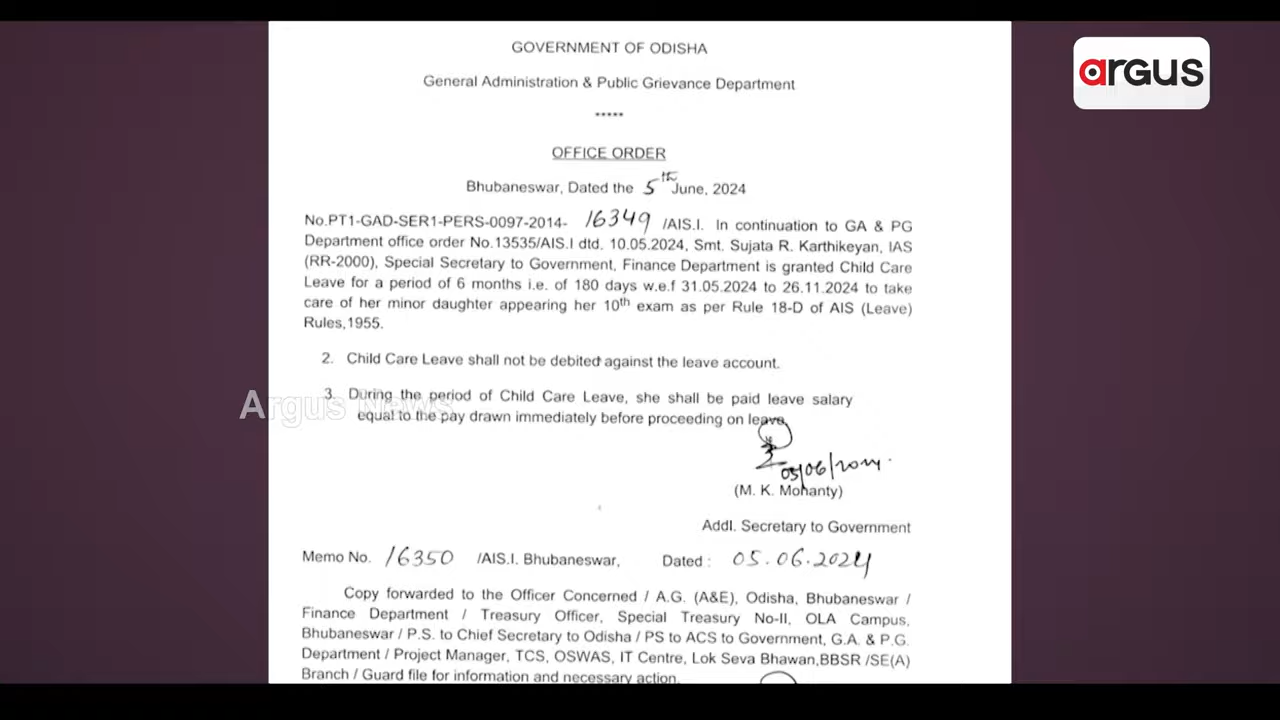 argus
GOVERNMENT OF ODISHA
General Administration & Public Grievance Department
*****
OFFICE ORDER
Bhubaneswar, Dated the 5th June, 2024
No.PT1-GAD-SER1-PERS-0097-2014- 16349 /AIS.I. In continuation to GA & PG
Department office order No.13535/AIS.I dtd. 10.05.2024, Smt. Sujata R. Karthikeyan, IAS
(RR-2000), Special Secretary to Government, Finance Department is granted Child Care
Leave for a period of 6 months i.e. of 180 days w.e.f 31.05.2024 to 26.11.2024 to take
care of her minor daughter appearing her 10th exam as per Rule 18-D of AIS (Leave)
Rules,1955.
2. Child Care Leave shall not be debited against the leave account.
3. During the period of Child Care Leave, she shall be paid leave salary
equal to the pay drawn immediately before proceeding on leave.
Argus News
05/06/2024.
(M. K. Mohanty)
Addl. Secretary to Government
Memo No. 16350 /AIS.I. Bhubaneswar, Dated : 05.06.2024
Copy forwarded to the Officer Concerned / A.G. (A&E), Odisha, Bhubaneswar /
Finance Department / Treasury Officer, Special Treasury No-II, OLA Campus,
Bhubaneswar / P.S. to Chief Secretary to Odisha / PS to ACS to Government, G.A. & P.G.
Department / Project Manager, TCS, OSWAS, IT Centre, Lok Seva Bhawan,BBSR /SE(A)
Branch / Guard file for information and necessary action.